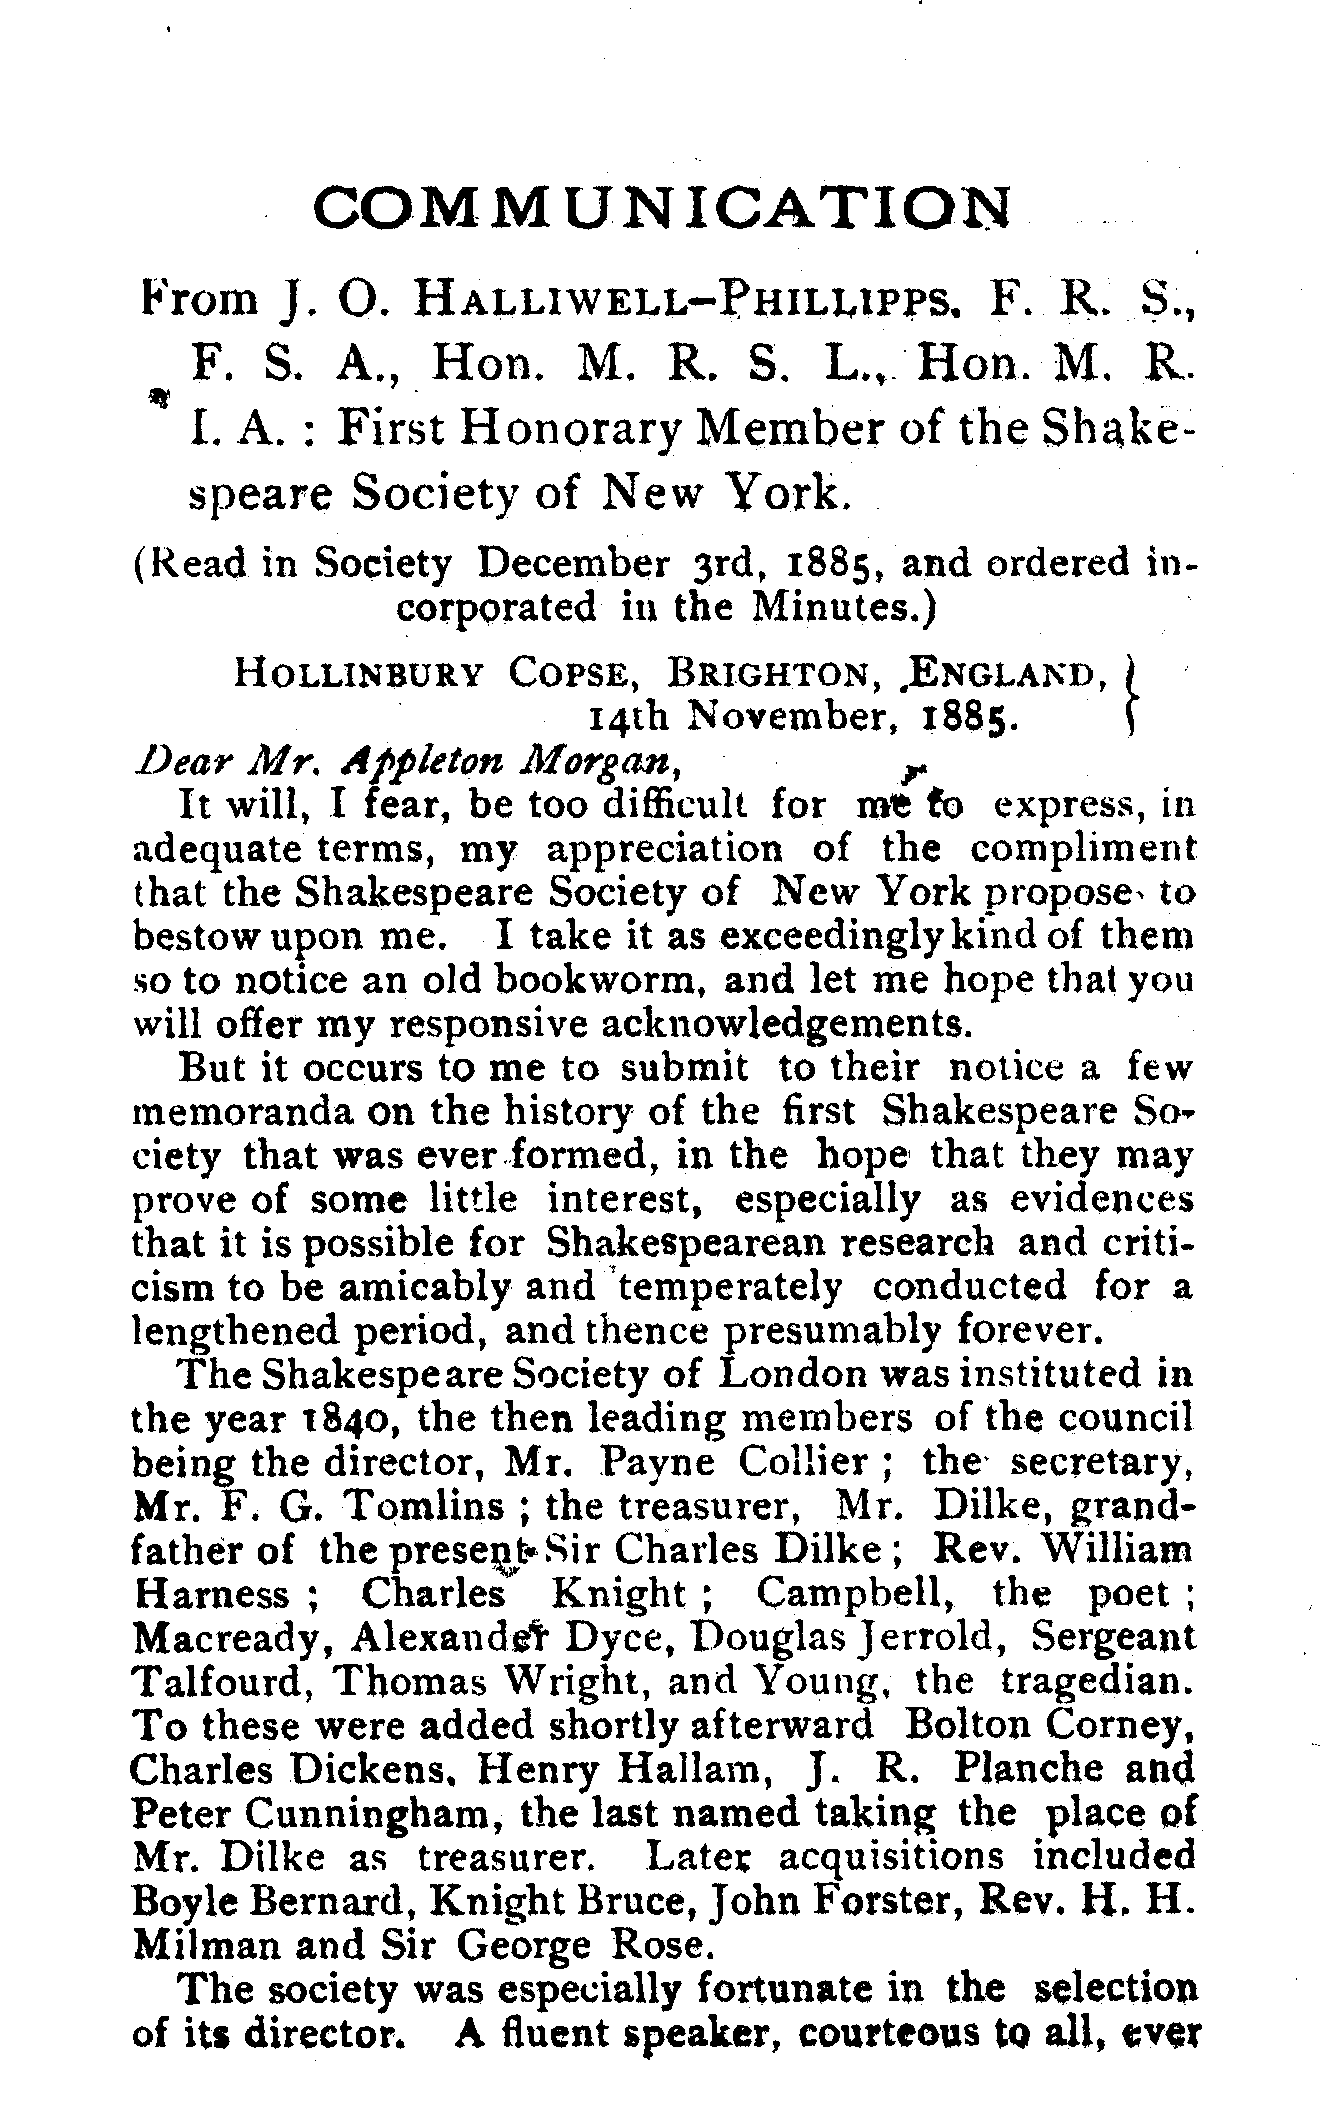 COMMUNICATION
From J. O. HALLIWELL-PHILLIPPS. F. R. S.,
F. S. A., Hon. M. R. S. L., Hon. M. R.
I. A. : First Honorary Member of the Shake-
speare Society of New York.
(Read in Society December 3rd, 1885, and ordered in-
corporated in the Minutes.)
HOLLINBURY COPSE, BRIGHTON, ENGLAND, }
14th November, 1885.
Dear Mr. Appleton Morgan,
It will, I fear, be too difficult for me to express, in
adequate terms, my appreciation of the compliment
that the Shakespeare Society of New York propose to
bestow upon me. I take it as exceedingly kind of them
so to notice an old bookworm, and let me hope that you
will offer my responsive acknowledgements.
But it occurs to me to submit to their notice a few
memoranda on the history of the first Shakespeare So-
ciety that was ever formed, in the hope that they may
prove of some little interest, especially as evidences
that it is possible for Shakespearean research and criti-
cism to be amicably and temperately conducted for a
lengthened period, and thence presumably forever.
The Shakespeare Society of London was instituted in
the year 1840, the then leading members of the council
being the director, Mr. Payne Collier ; the secretary,
Mr. F. G. Tomlins ; the treasurer, Mr. Dilke, grand-
father of the present Sir Charles Dilke ; Rev. William
Harness ; Charles Knight ; Campbell, the poet ;
Macready, Alexander Dyce, Douglas Jerrold, Sergeant
Talfourd, Thomas Wright, and Young, the tragedian.
To these were added shortly afterward Bolton Corney,
Charles Dickens, Henry Hallam, J. R. Planche and
Peter Cunningham, the last named taking the place of
Mr. Dilke as treasurer. Later acquisitions included
Boyle Bernard, Knight Bruce, John Forster, Rev. H. H.
Milman and Sir George Rose.
The society was especially fortunate in the selection
of its director. A fluent speaker, courteous to all, ever